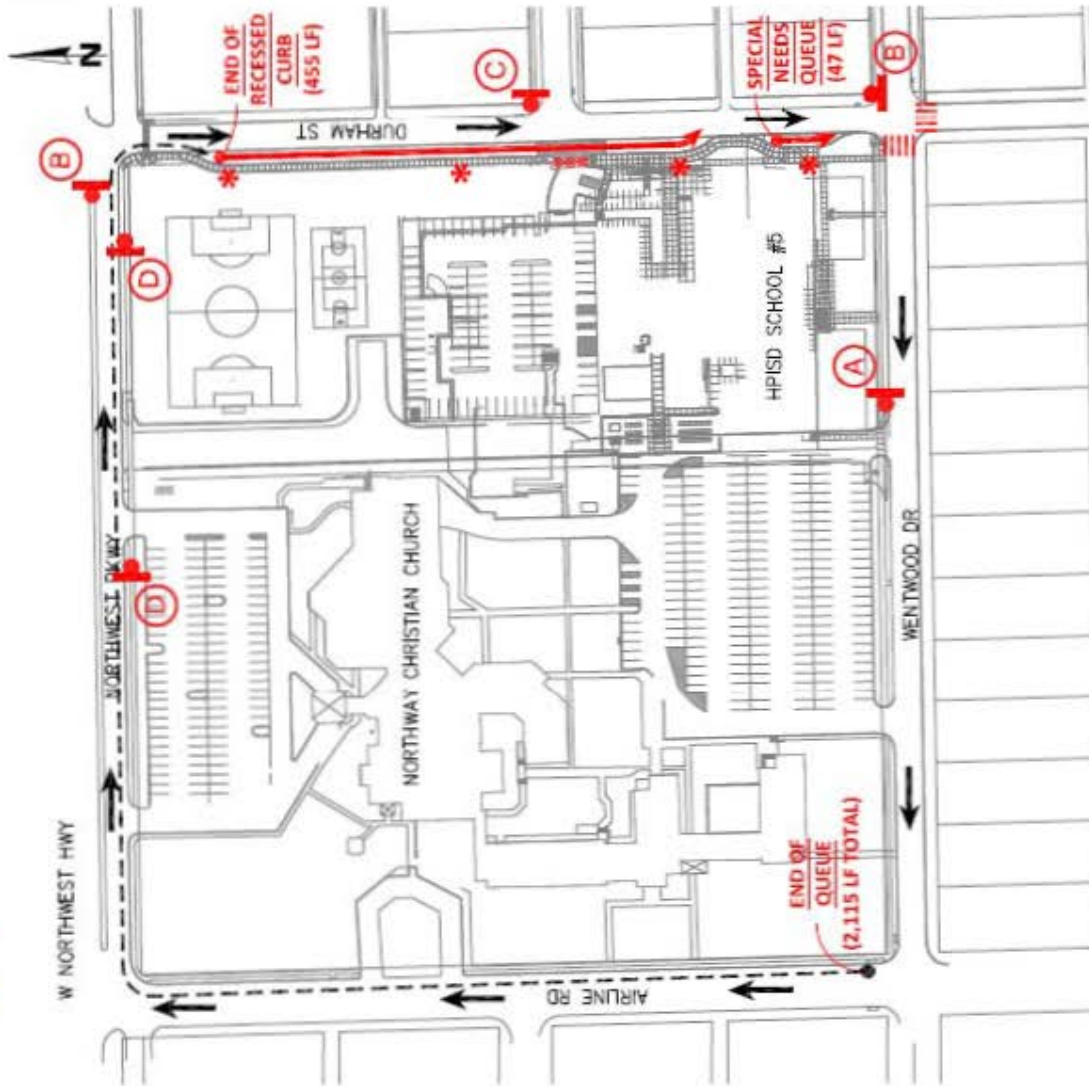 N
W NORTHWEST HWY
NORTHWEST PKWY
B
D
D
END OF
RECESSED
CURB
(455 LF)
DURHAM ST
C
SPECIAL
NEEDS
QUEUE
(47 LF)
B
HPISD SCHOOL #5
A
NORTHWAY CHRISTIAN CHURCH
WENTWOOD DR
END OF
QUEUE
(2,115 LF TOTAL)
AIRLINE RD